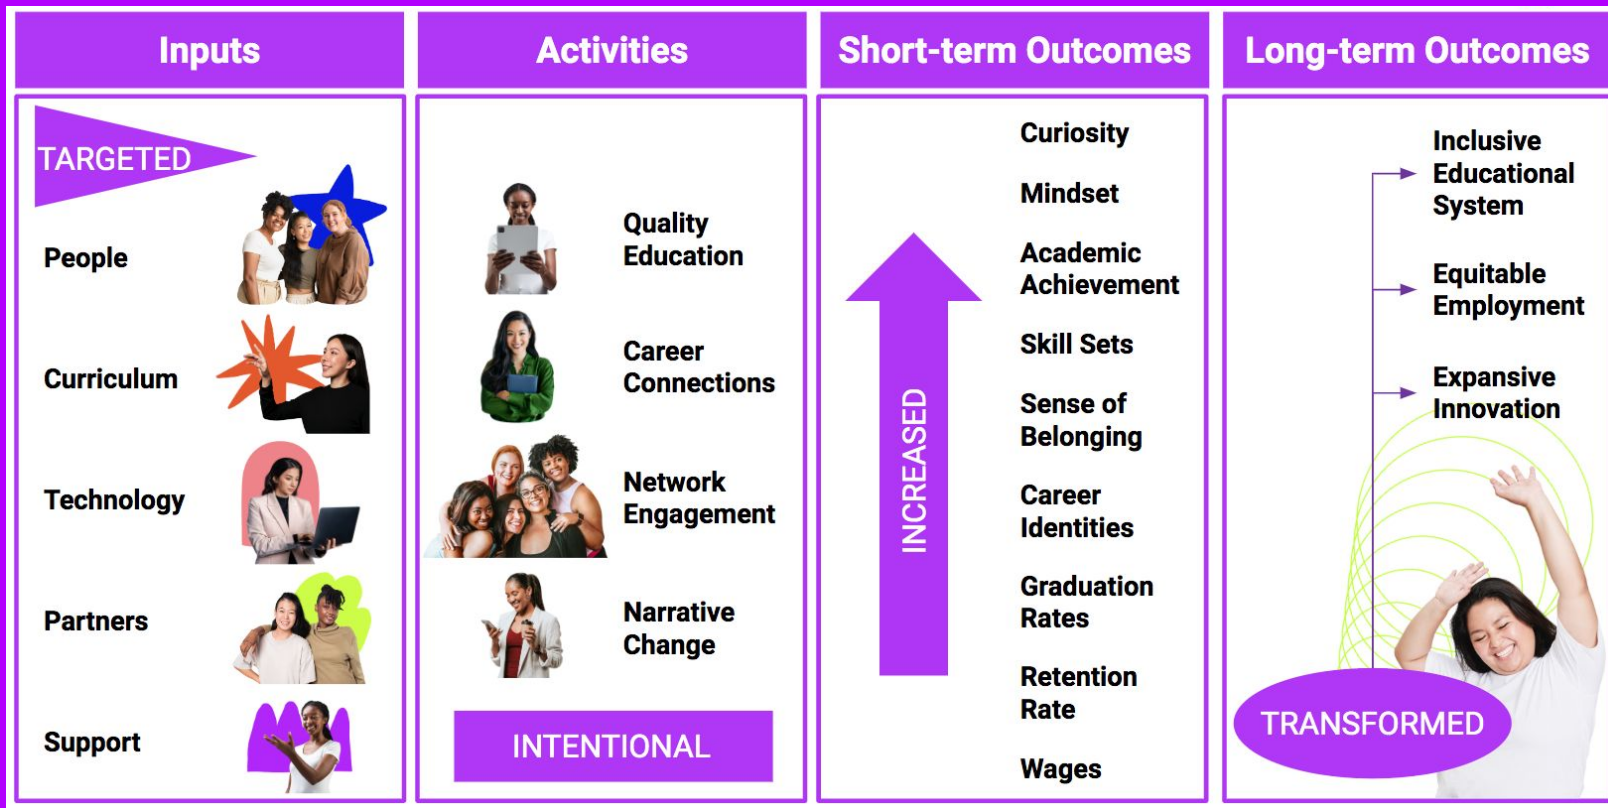 Inputs
TARGETED
People
Curriculum
Technology
Partners
Support
Activities
Quality
Education
Career
Connections
Network
Engagement
Narrative
Change
INTENTIONAL
Short-term Outcomes
INCREASED
Curiosity
Mindset
Academic
Achievement
Skill Sets
Sense of
Belonging
Career
Identities
Graduation
Rates
Retention
Rate
Wages
Long-term Outcomes
Inclusive
Educational
System
Equitable
Employment
Expansive
Innovation
TRANSFORMED